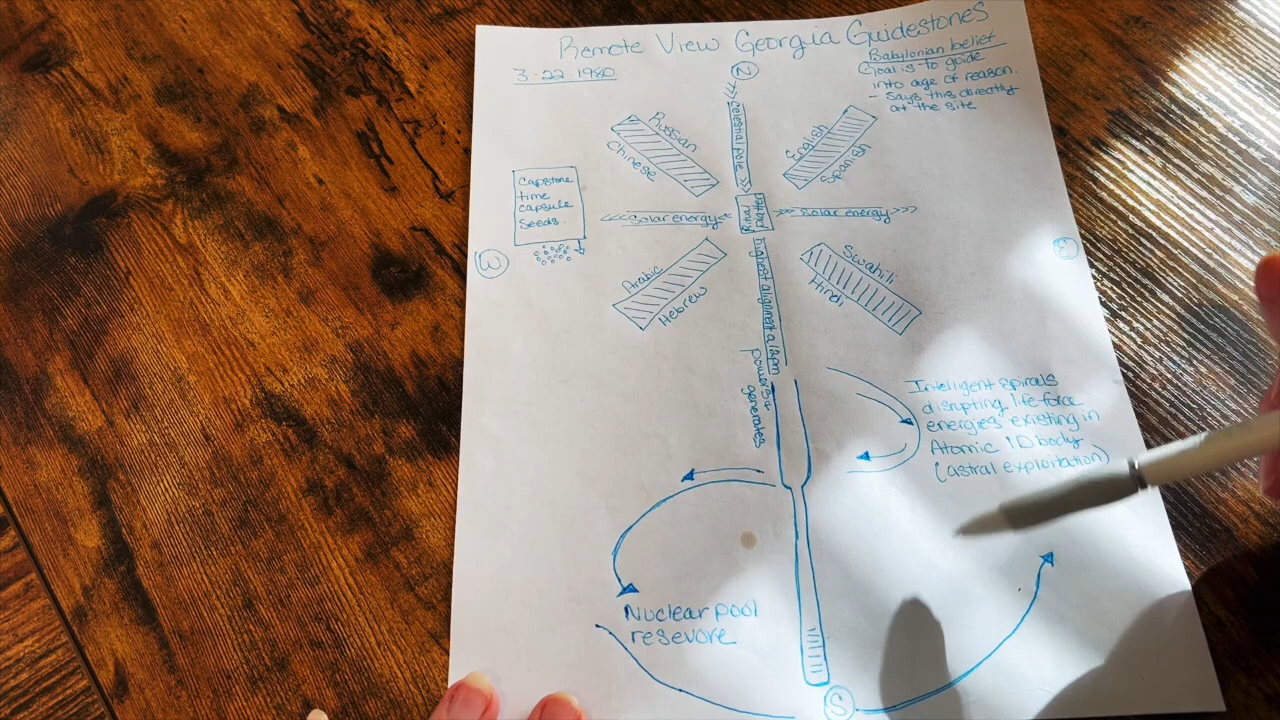 Remote View Georgia Guidestones
3.22.1980
Babylonian belief
Goal is to guide
into age of reason.
- says this directly
at the site
N
celestial pole
Russian
Chinese
English
Spanish
Capstone
time
capsule
seeds.
Solar energy
platter
Solar energy
W
E
Arabic
Hebrew
Swahili
Hindi
highest alignment
powers &
generates
Intelligent spirals
disrupting life force
energies existing in
Atomic 1D body
(astral exploitation)
Nuclear pool
resevore
S